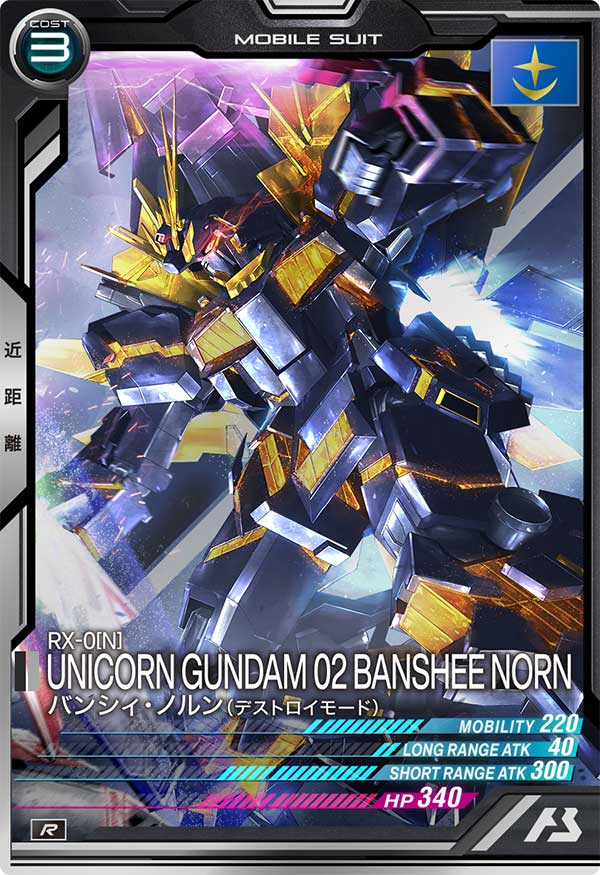 COST
3
MOBILE SUIT
近距離
RX-0[N]
UNICORN GUNDAM 02 BANSHEE NORN
バンシィ・ノルン(デストロイモード)
MOBILITY 220
LONG RANGE ATK 40
SHORT RANGE ATK 300
HP 340
R